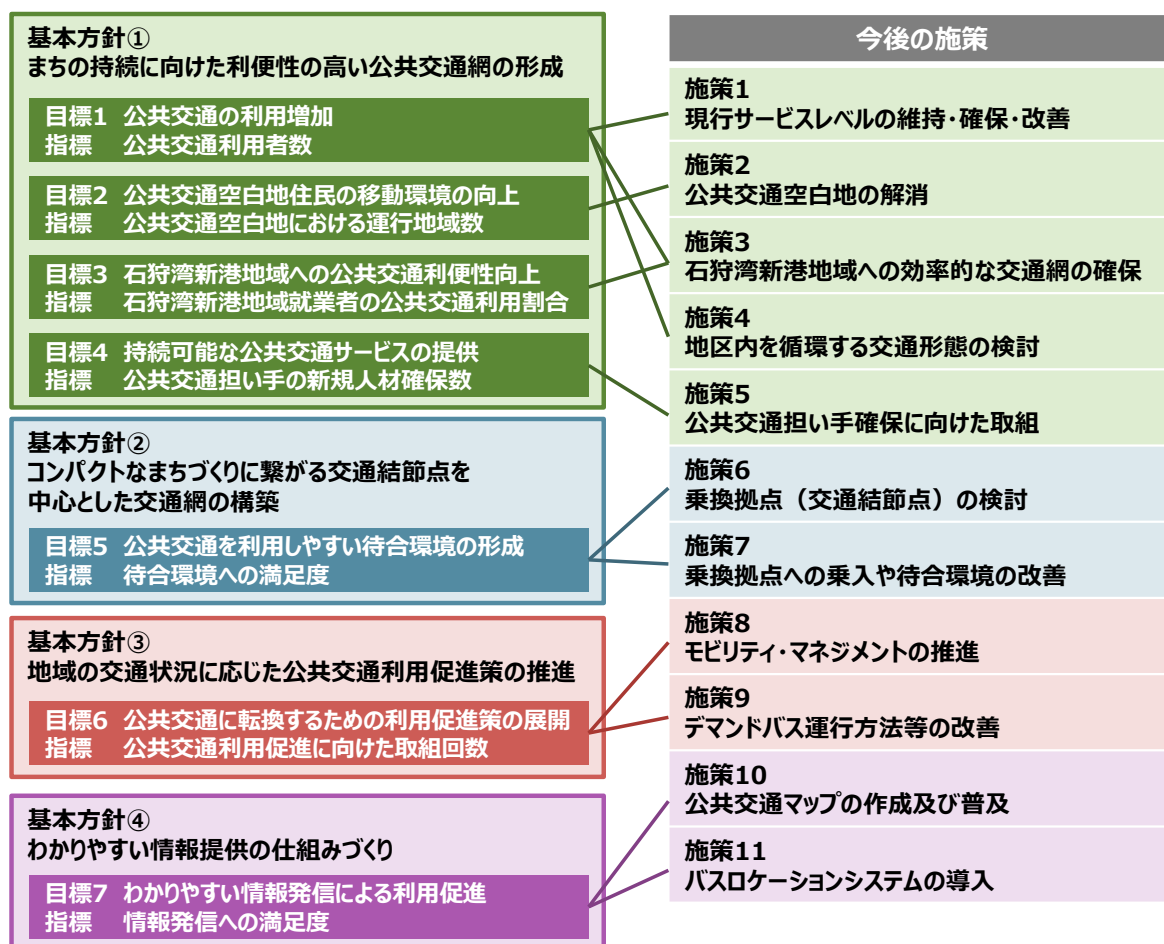 基本方針①
まちの持続に向けた利便性の高い公共交通網の形成
目標1 公共交通の利用増加
指標 公共交通利用者数
目標2 公共交通空白地住民の移動環境の向上
指標 公共交通空白地における運行地域数
目標3 石狩湾新港地域への公共交通利便性向上
指標 石狩湾新港地域就業者の公共交通利用割合
目標4 持続可能な公共交通サービスの提供
指標 公共交通担い手の新規人材確保数
基本方針②
コンパクトなまちづくりに繋がる交通結節点を
中心とした交通網の構築
目標5 公共交通を利用しやすい待合環境の形成
指標 待合環境への満足度
基本方針③
地域の交通状況に応じた公共交通利用促進策の推進
目標6 公共交通に転換するための利用促進策の展開
指標 公共交通利用促進に向けた取組回数
基本方針④
わかりやすい情報提供の仕組みづくり
目標7 わかりやすい情報発信による利用促進
指標 情報発信への満足度
今後の施策
施策1
現行サービスレベルの維持・確保・改善
施策2
公共交通空白地の解消
施策3
石狩湾新港地域への効率的な交通網の確保
施策4
地区内を循環する交通形態の検討
施策5
公共交通担い手確保に向けた取組
施策6
乗換拠点（交通結節点）の検討
施策7
乗換拠点への乗入や待合環境の改善
施策8
モビリティ・マネジメントの推進
施策9
デマンドバス運行方法等の改善
施策10
公共交通マップの作成及び普及
施策11
バスロケーションシステムの導入